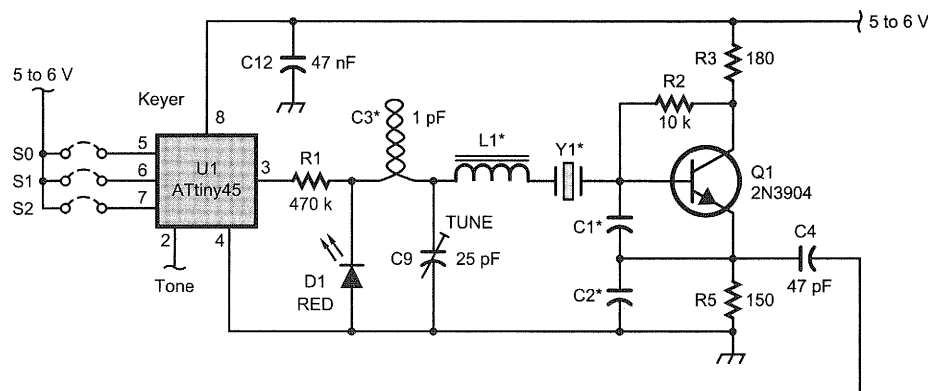 5 to 6 V
5 to 6 V
Keyer
C12
47 nF
R3
180
R2
10 k
C3*
1 pF
L1*
Y1*
8
S0
S1
S2
5
6
7
U1
ATtiny45
3
R1
470 k
Q1
2N3904
2
4
Tone
D1
RED
TUNE
C9
25 pF
C1*
C2*
C4
47 pF
R5
150